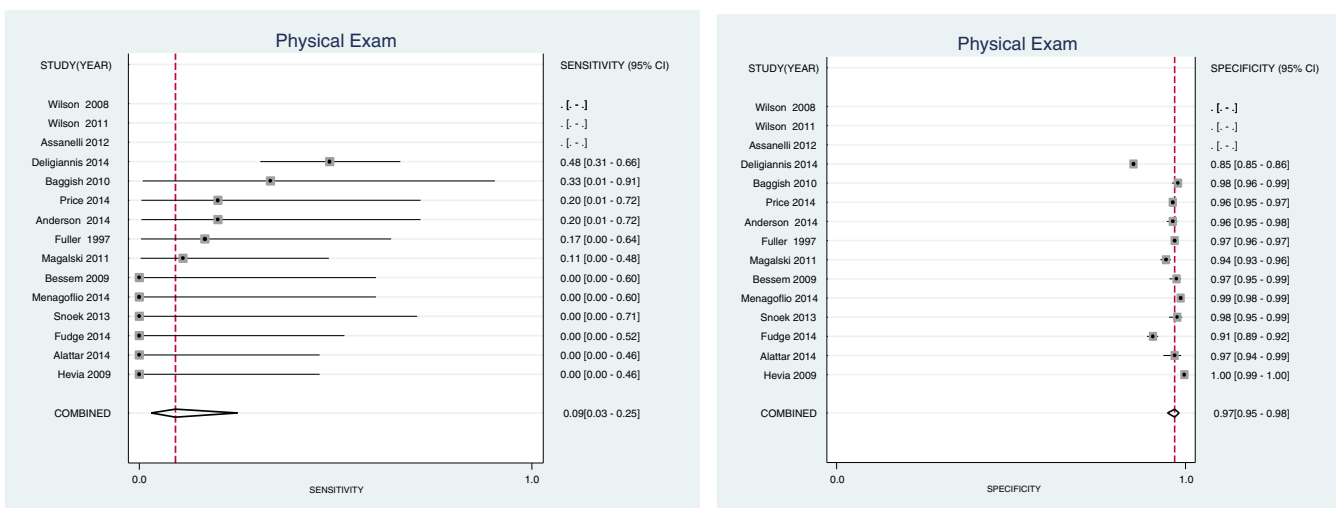 Physical Exam
STUDY(YEAR) SENSITIVITY (95% CI)
Wilson 2008 . [. - .]
Wilson 2011 . [. - .]
Assanelli 2012 . [. - .]
Deligiannis 2014 0.48 [0.31 - 0.66]
Baggish 2010 0.33 [0.01 - 0.91]
Price 2014 0.20 [0.01 - 0.72]
Anderson 2014 0.20 [0.01 - 0.72]
Fuller 1997 0.17 [0.00 - 0.64]
Magalski 2011 0.11 [0.00 - 0.48]
Bessem 2009 0.00 [0.00 - 0.60]
Menagoflio 2014 0.00 [0.00 - 0.60]
Snoek 2013 0.00 [0.00 - 0.71]
Fudge 2014 0.00 [0.00 - 0.52]
Alattar 2014 0.00 [0.00 - 0.46]
Hevia 2009 0.00 [0.00 - 0.46]
COMBINED 0.09[0.03 - 0.25]
0.0 1.0
SENSITIVITY
Physical Exam
STUDY(YEAR) SPECIFICITY (95% CI)
Wilson 2008 . [. - .]
Wilson 2011 . [. - .]
Assanelli 2012 . [. - .]
Deligiannis 2014 0.85 [0.85 - 0.86]
Baggish 2010 0.98 [0.96 - 0.99]
Price 2014 0.96 [0.95 - 0.97]
Anderson 2014 0.96 [0.95 - 0.98]
Fuller 1997 0.97 [0.96 - 0.97]
Magalski 2011 0.94 [0.93 - 0.96]
Bessem 2009 0.97 [0.95 - 0.99]
Menagoflio 2014 0.99 [0.98 - 0.99]
Snoek 2013 0.98 [0.95 - 0.99]
Fudge 2014 0.91 [0.89 - 0.92]
Alattar 2014 0.97 [0.94 - 0.99]
Hevia 2009 1.00 [0.99 - 1.00]
COMBINED 0.97[0.95 - 0.98]
0.0 1.0
SPECIFICITY